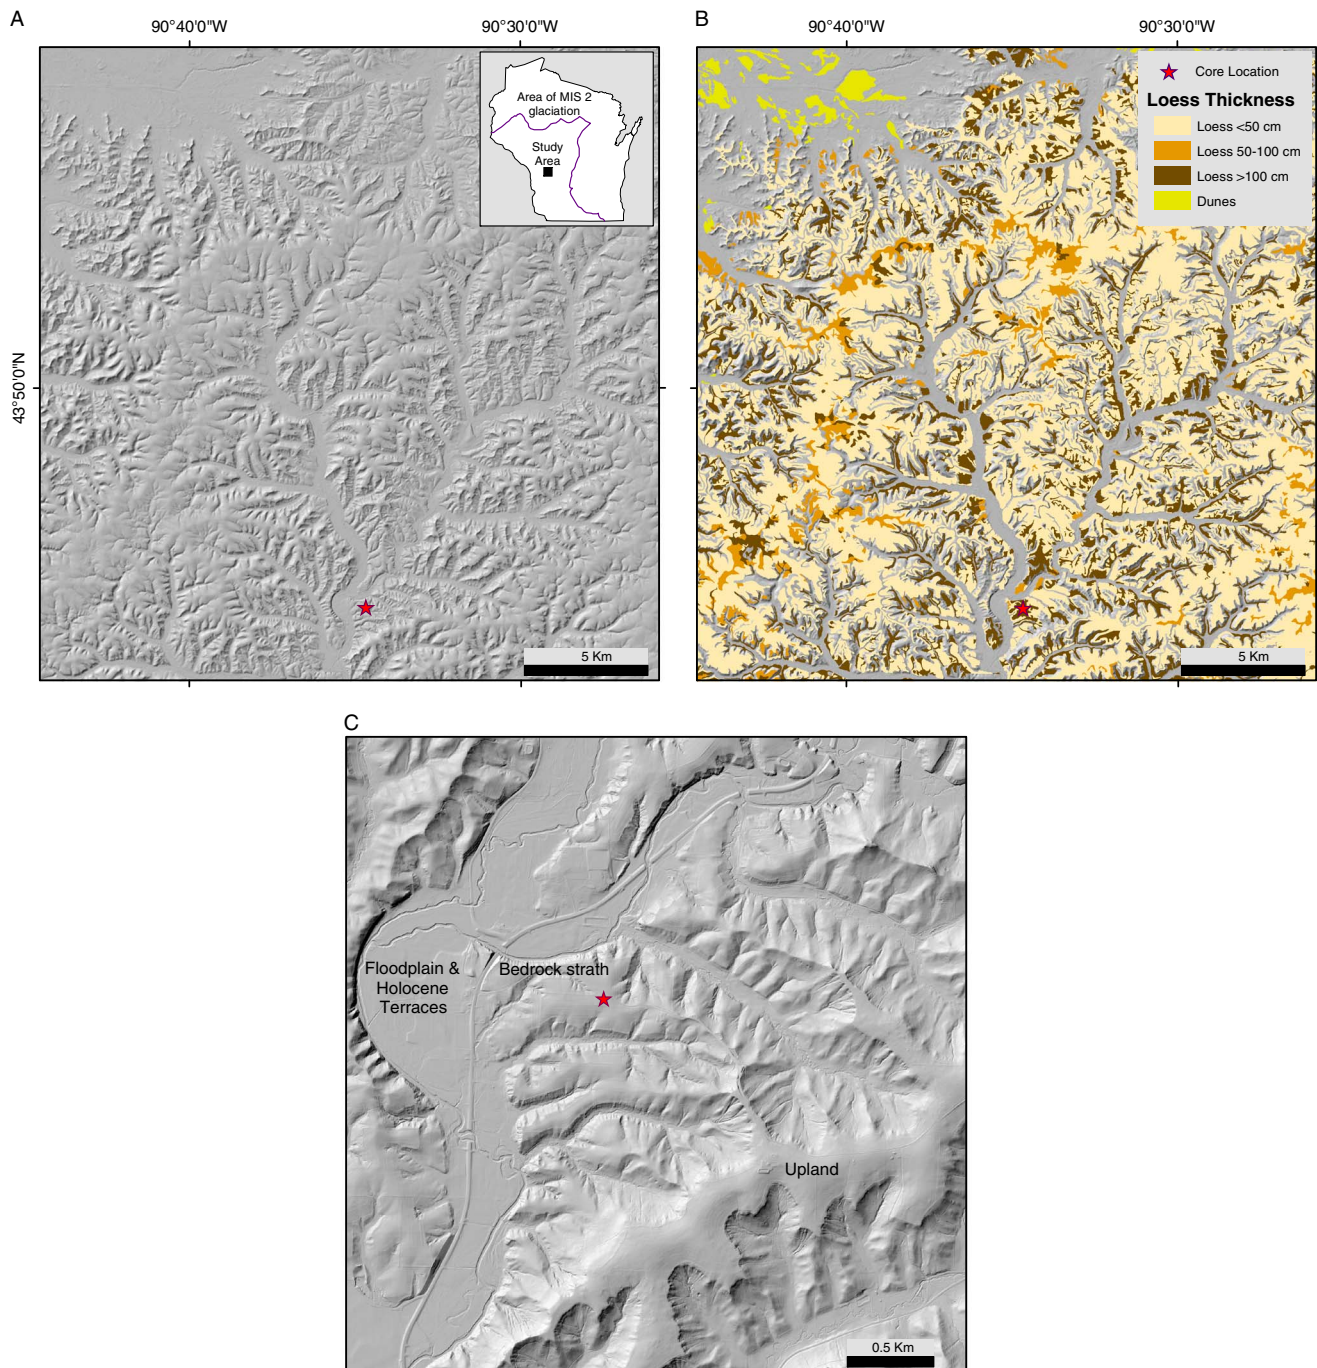 A
90°40'0"W
90°30'0"W
43°50'0"N
Area of MIS 2
glaciation
Study
Area
5 Km
B
90°40'0"W
90°30'0"W
Core Location
Loess Thickness
Loess <50 cm
Loess 50-100 cm
Loess >100 cm
Dunes
5 Km
C
Floodplain &
Holocene
Terraces
Bedrock strath
Upland
0.5 Km